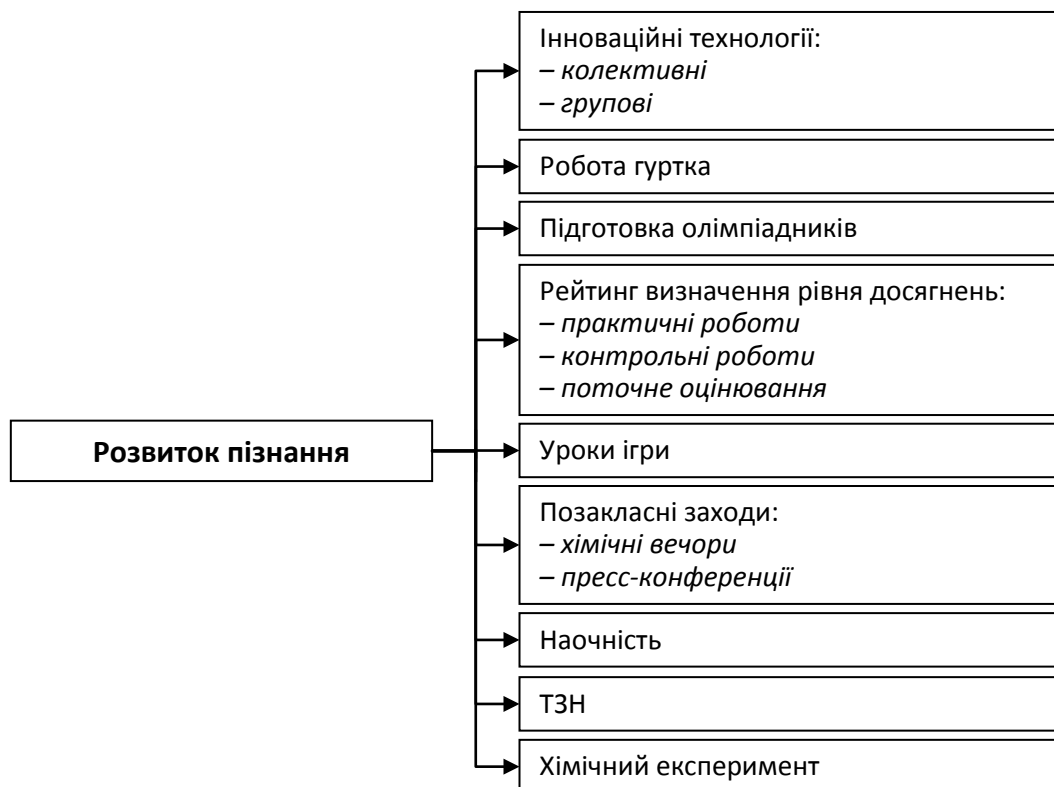 Інноваційні технології:
– колективні
– групові
Робота гуртка
Підготовка олімпіадників
Рейтинг визначення рівня досягнень:
– практичні роботи
– контрольні роботи
– поточне оцінювання
Розвиток пізнання
Уроки ігри
Позакласні заходи:
– хімічні вечори
– пресс-конференції
Наочність
ТЗН
Хімічний експеримент